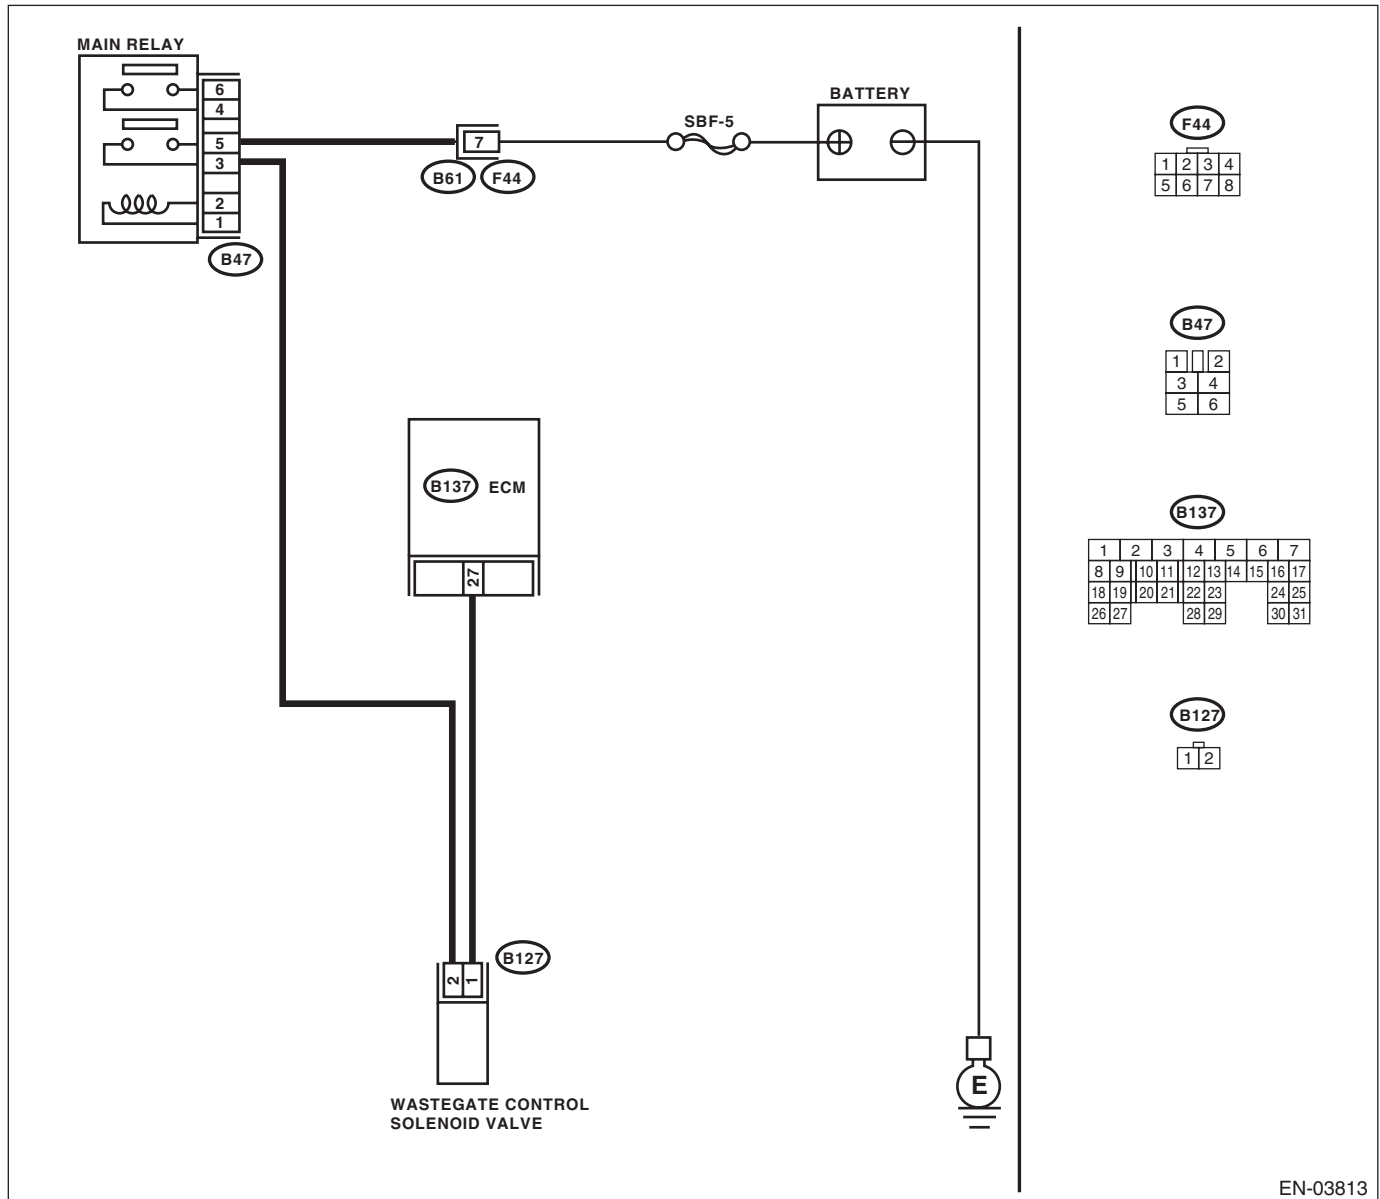 MAIN RELAY
6
4
5
3
2
1
B47
7
B61 F44
SBF-5
BATTERY
B137 ECM
27
2 1
B127
WASTEGATE CONTROL
SOLENOID VALVE
E
F44
1 2 3 4
5 6 7 8
B47
1 2
3 4
5 6
B137
1 2 3 4 5 6 7
8 9 10 11 12 13 14 15 16 17
18 19 20 21 22 23 24 25
26 27 28 29 30 31
B127
1 2
EN-03813